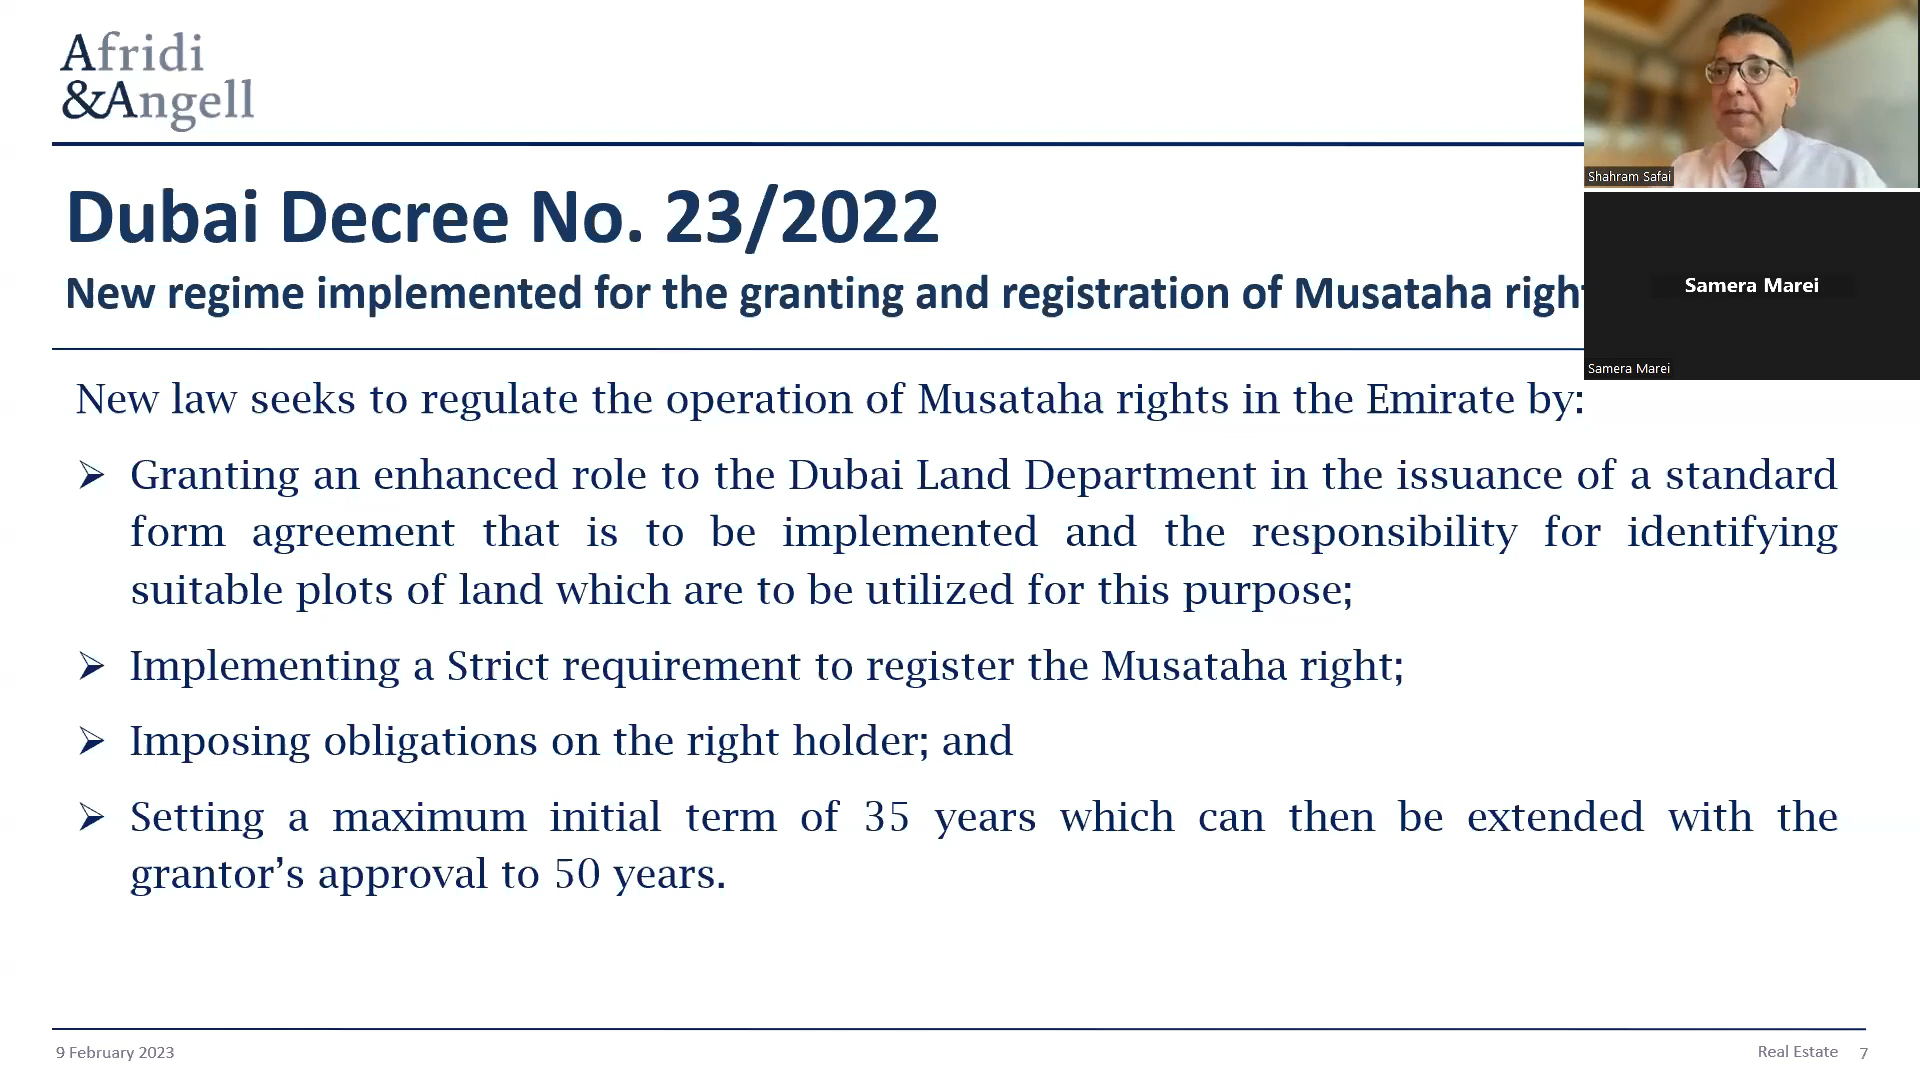 Afridi
&Angell
Dubai Decree No. 23/2022
New regime implemented for the granting and registration of Musataha righ
New law seeks to regulate the operation of Musataha rights in the Emirate by:
➢ Granting an enhanced role to the Dubai Land Department in the issuance of a standard
form agreement that is to be implemented and the responsibility for identifying
suitable plots of land which are to be utilized for this purpose;
➢ Implementing a Strict requirement to register the Musataha right;
➢ Imposing obligations on the right holder; and
➢ Setting a maximum initial term of 35 years which can then be extended with the
grantor’s approval to 50 years.
9 February 2023
Real Estate 7
Shahram Safai
Samera Marei
Samera Marei